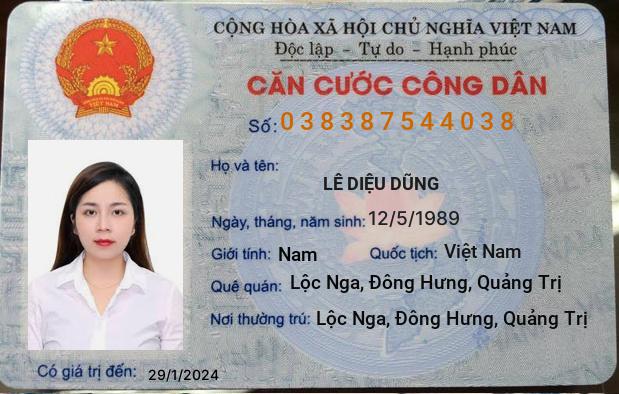 CỘNG HÒA XÃ HỘI CHỦ NGHĨA VIỆT NAM
Độc lập - Tự do - Hạnh phúc
CĂN CƯỚC CÔNG DÂN
Số: 038387544038
Họ và tên:
LÊ DIỆU DŨNG
Ngày, tháng, năm sinh: 12/5/1989
Giới tính: Nam Quốc tịch: Việt Nam
Quê quán: Lộc Nga, Đông Hưng, Quảng Trị
Nơi thường trú: Lộc Nga, Đông Hưng, Quảng Trị
Có giá trị đến: 29/1/2024
VIỆT NAM